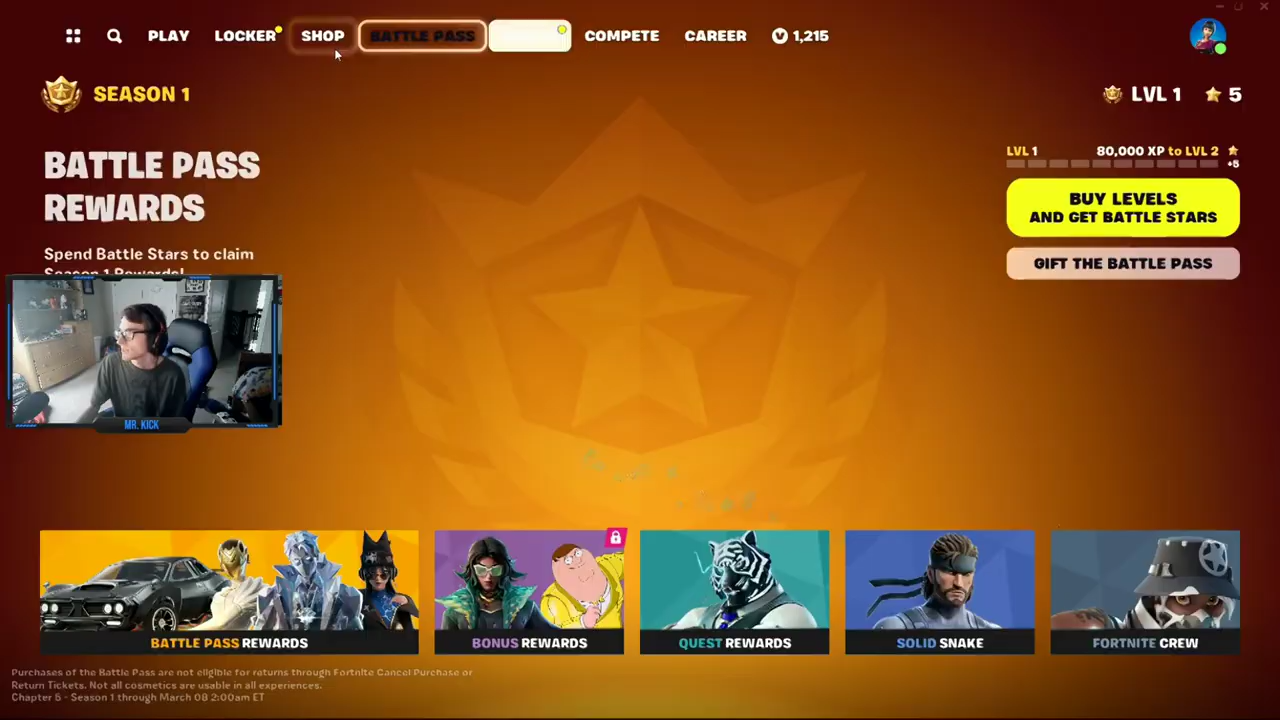 PLAY LOCKER SHOP BATTLE PASS COMPETE CAREER 1,215
SEASON 1
LVL 1 5
BATTLE PASS
REWARDS
LVL 1 80,000 XP to LVL 2
+5
BUY LEVELS
AND GET BATTLE STARS
GIFT THE BATTLE PASS
Spend Battle Stars to claim
Season 1 Rewards!
MR. KICK
BATTLE PASS REWARDS
BONUS REWARDS
QUEST REWARDS
SOLID SNAKE
FORTNITE CREW
Purchases of the Battle Pass are not eligible for returns through Fortnite Cancel Purchase or
Return Tickets. Not all cosmetics are usable in all experiences.
Chapter 5 - Season 1 through March 08 2:00am ET